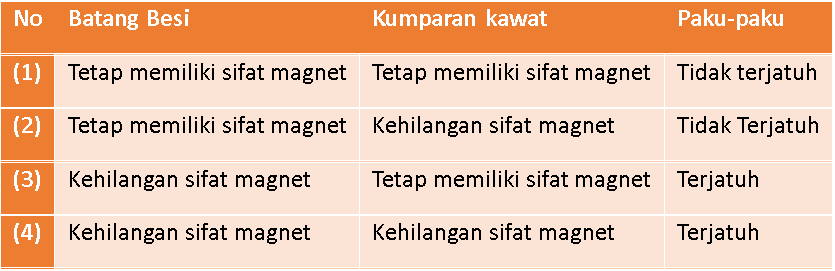 No Batang Besi Kumparan kawat Paku-paku
(1) Tetap memiliki sifat magnet Tetap memiliki sifat magnet Tidak terjatuh
(2) Tetap memiliki sifat magnet Kehilangan sifat magnet Tidak Terjatuh
(3) Kehilangan sifat magnet Tetap memiliki sifat magnet Terjatuh
(4) Kehilangan sifat magnet Kehilangan sifat magnet Terjatuh